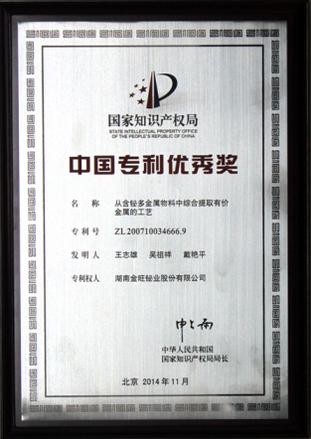 国家知识产权局
STATE INTELLECTUAL PROPERTY OFFICE
OF THE PEOPLE'S REPUBLIC OF CHINA
中国专利优秀奖
名 称 从含铋多金属物料中综合提取有价
金属的工艺
专 利 号 ZL200710034666.9
发 明 人 王志雄 吴祖祥 戴艳平
专利权人 湖南金旺铋业股份有限公司
中华人民共和国
国家知识产权局局长
北京 2014年11月